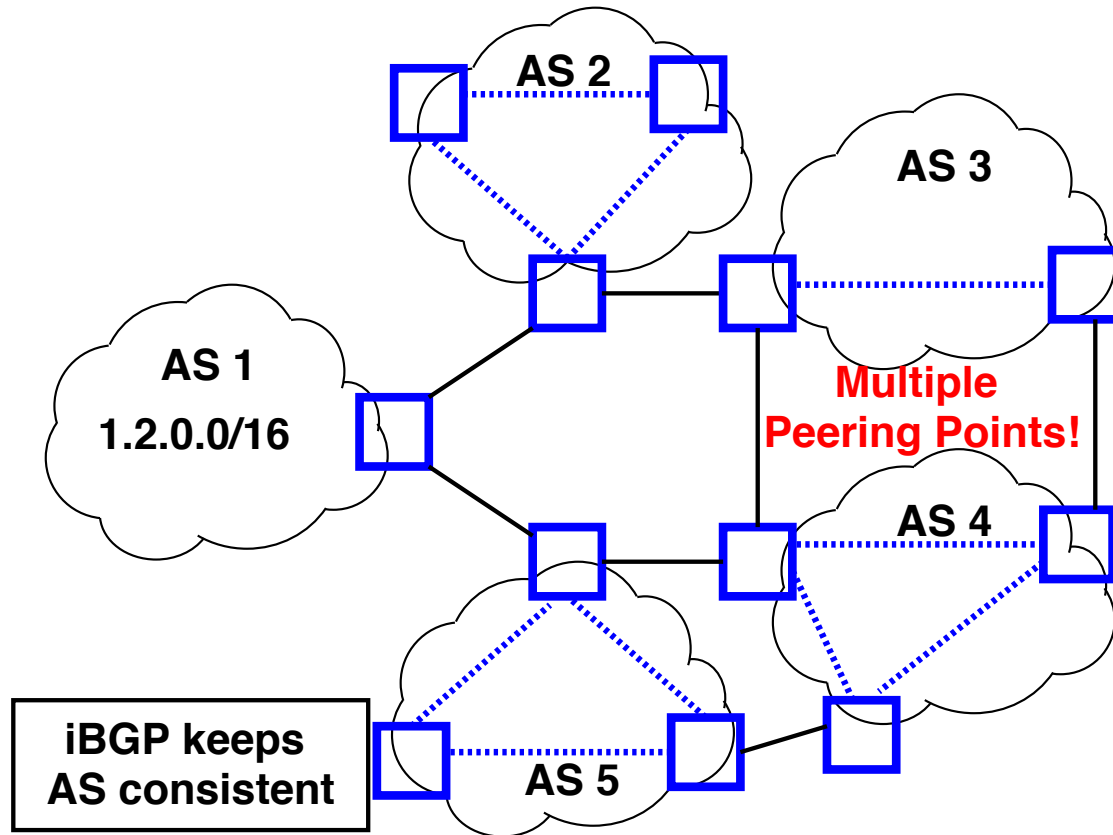 AS 2
AS 3
AS 1
1.2.0.0/16
Multiple
Peering Points!
AS 4
iBGP keeps
AS consistent
AS 5